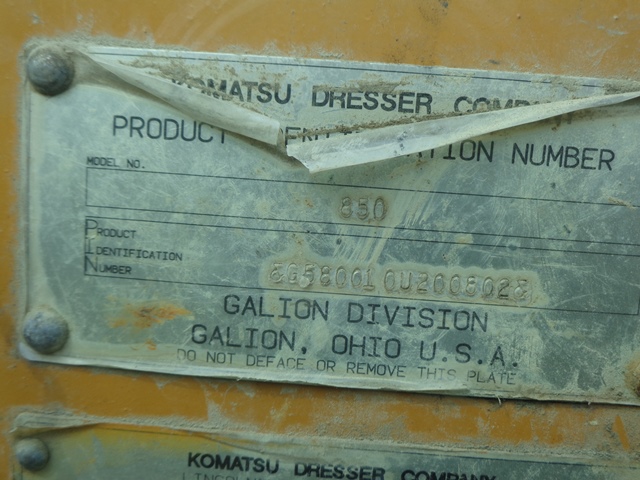 KOMATSU DRESSER COMPANY
PRODUCT IDENTIFICATION NUMBER
MODEL NO.
850
PRODUCT
IDENTIFICATION
NUMBER
GALION DIVISION
GALION, OHIO U.S.A.
DO NOT DEFACE OR REMOVE THIS PLATE
KOMATSU DRESSER COMPANY